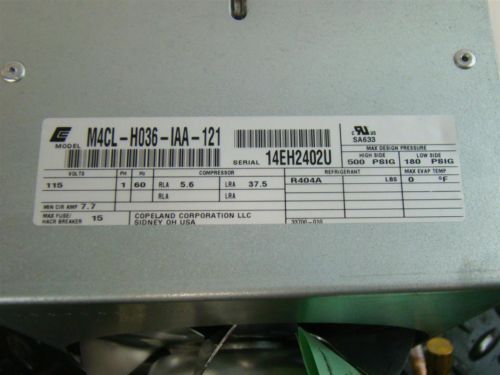 MODEL M4CL-H036-IAA-121
SERIAL 14EH2402U
c UL us
SA633
MAX DESIGN PRESSURE
HIGH SIDE LOW SIDE
500 PSIG 180 PSIG
VOLTS PH Hz COMPRESSOR REFRIGERANT MAX EVAP TEMP
115 1 60 RLA 5.6 LRA 37.5 R404A LBS 0 °F
RLA LRA
MIN CIR AMP 7.7
MAX FUSE/
HACR BREAKER 15
COPELAND CORPORATION LLC
SIDNEY OH USA